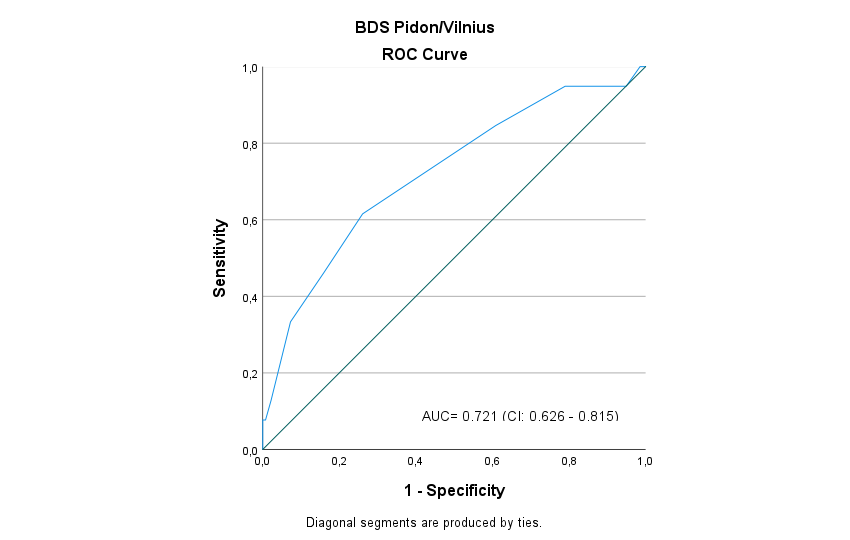 BDS Pidon/Vilnius
ROC Curve
1,0
0,8
0,6
0,4
0,2
0,0
Sensitivity
0,0 0,2 0,4 0,6 0,8 1,0
AUC= 0.721 (CI: 0.626 - 0.815)
1 - Specificity
Diagonal segments are produced by ties.